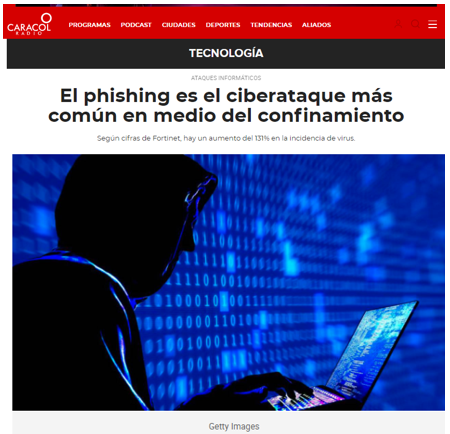 CARACOL
RADIO
PROGRAMAS PODCAST CIUDADES DEPORTES TENDENCIAS ALIADOS
TECNOLOGÍA
ATAQUES INFORMÁTICOS
El phishing es el ciberataque más
común en medio del confinamiento
Según cifras de Fortinet, hay un aumento del 131% en la incidencia de virus.
Getty Images